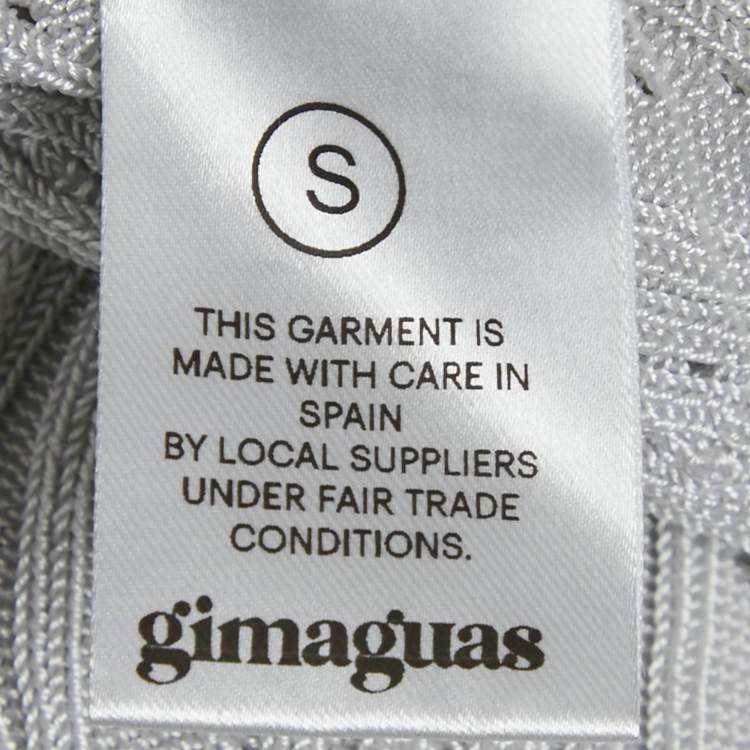 S
THIS GARMENT IS
MADE WITH CARE IN
SPAIN
BY LOCAL SUPPLIERS
UNDER FAIR TRADE
CONDITIONS.
gimaguas